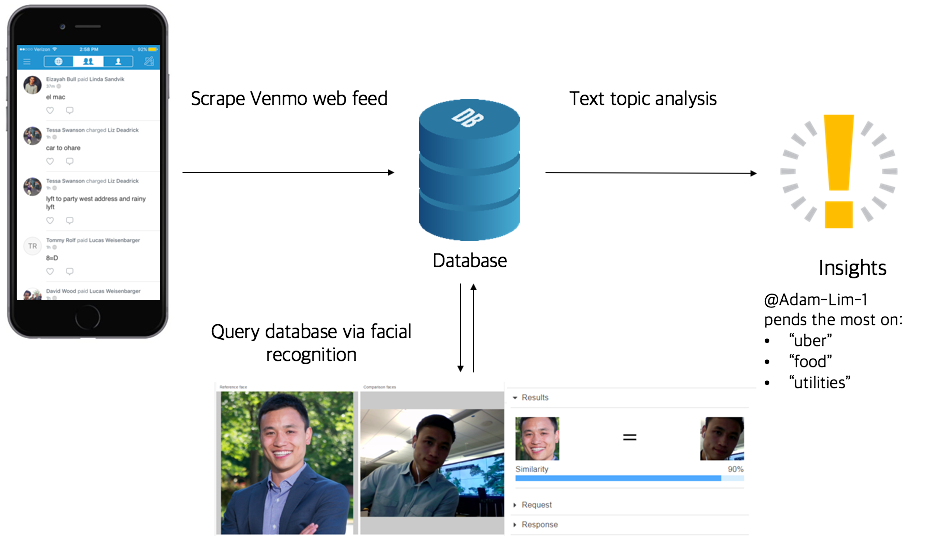 Verizon
2:58 PM
92%
Eizayah Bull paid Linda Sandvik
el mac
Tessa Swanson charged Liz Deadrick
1h
car to ohare
Tessa Swanson charged Liz Deadrick
1h
lyft to party west address and rainy
lyft
TR
Tommy Rolf paid Lucas Weisenbarger
1h
8=D
David Wood paid Lucas Weisenbarger
Scrape Venmo web feed
DB
Database
Text topic analysis
Insights
@Adam-Lim-1
pends the most on:
• “uber”
• “food”
• “utilities”
Query database via facial
recognition
Reference face
Comparison faces
Results
=
Similarity
90%
Request
Response